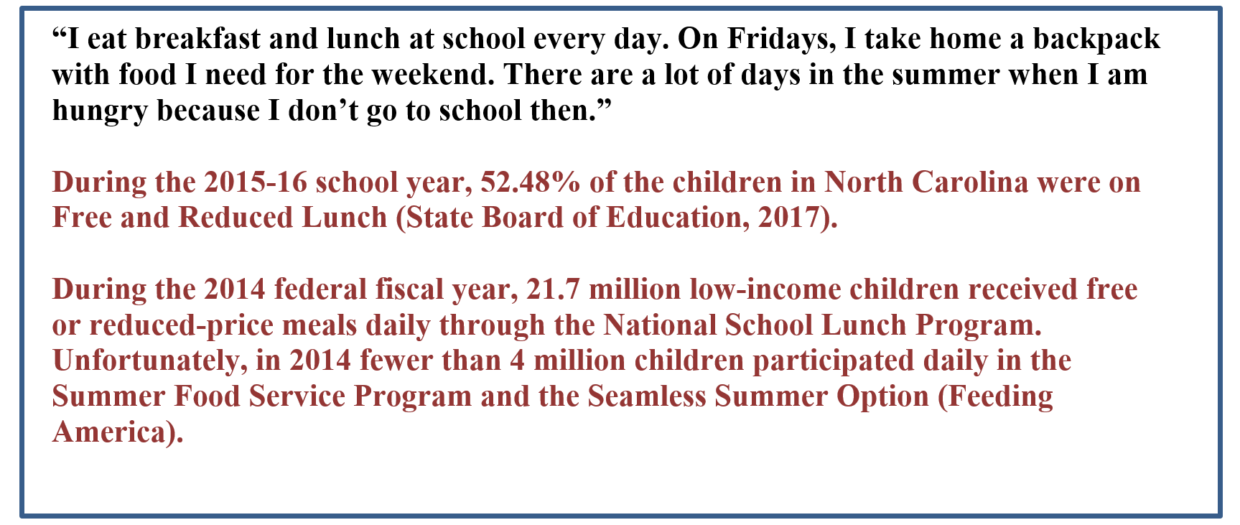 “I eat breakfast and lunch at school every day. On Fridays, I take home a backpack
with food I need for the weekend. There are a lot of days in the summer when I am
hungry because I don’t go to school then.”
During the 2015-16 school year, 52.48% of the children in North Carolina were on
Free and Reduced Lunch (State Board of Education, 2017).
During the 2014 federal fiscal year, 21.7 million low-income children received free
or reduced-price meals daily through the National School Lunch Program.
Unfortunately, in 2014 fewer than 4 million children participated daily in the
Summer Food Service Program and the Seamless Summer Option (Feeding
America).